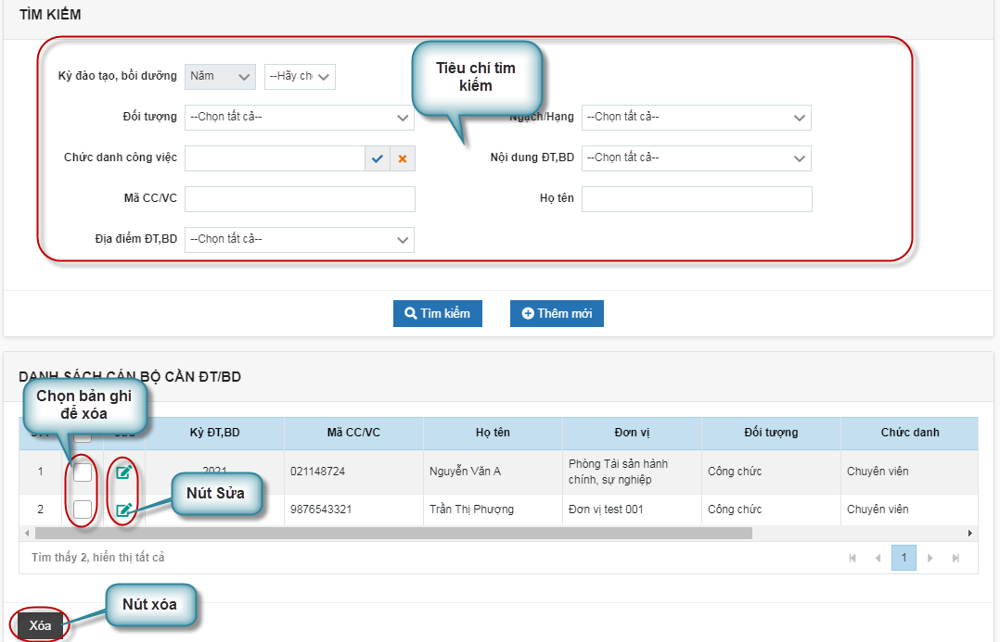 TÌM KIẾM
Kỳ đào tạo, bồi dưỡng Năm --Hãy ch
Tiêu chí tìm
kiếm
Đối tượng --Chọn tất cả-- Ngạch/Hạng --Chọn tất cả--
Chức danh công việc Nội dung ĐT,BD --Chọn tất cả--
Mã CC/VC Họ tên
Địa điểm ĐT,BD --Chọn tất cả--
Tìm kiếm Thêm mới
DANH SÁCH CÁN BỘ CẦN ĐT/BD
Chọn bản ghi
để xóa
Kỳ ĐT,BD Mã CC/VC Họ tên Đơn vị Đối tượng Chức danh
1 2021 021148724 Nguyễn Văn A Phòng Tài sản hành
chính, sự nghiệp Công chức Chuyên viên
Nút Sửa
2 9876543321 Trần Thị Phượng Đơn vị test 001 Công chức Chuyên viên
Tìm thấy 2, hiển thị tất cả 1
Nút xóa
Xóa